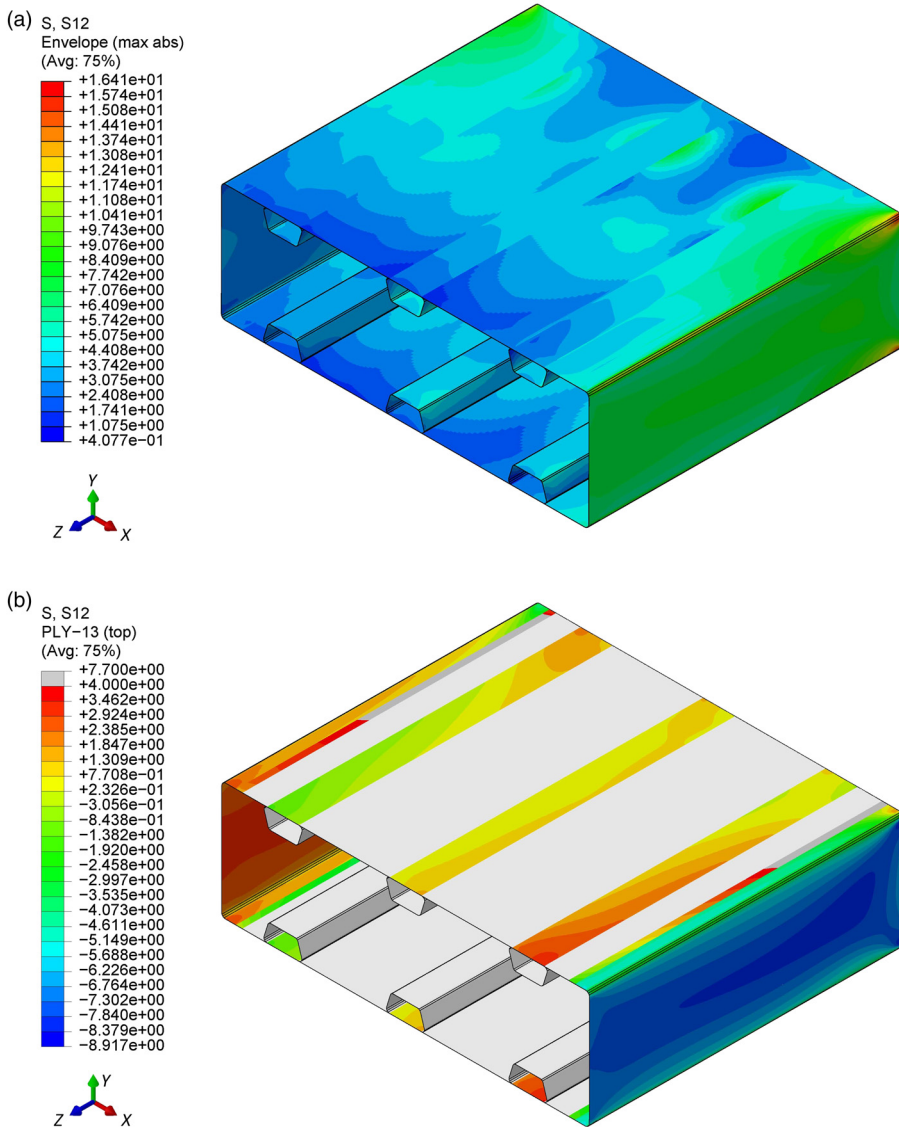 (a)
S, S12
Envelope (max abs)
(Avg: 75%)
+1.641e+01
+1.574e+01
+1.508e+01
+1.441e+01
+1.374e+01
+1.308e+01
+1.241e+01
+1.174e+01
+1.108e+01
+1.041e+01
+9.743e+00
+9.076e+00
+8.409e+00
+7.742e+00
+7.076e+00
+6.409e+00
+5.742e+00
+5.075e+00
+4.408e+00
+3.742e+00
+3.075e+00
+2.408e+00
+1.741e+00
+1.075e+00
+4.077e−01
Y
Z X
(b)
S, S12
PLY−13 (top)
(Avg: 75%)
+7.700e+00
+4.000e+00
+3.462e+00
+2.924e+00
+2.385e+00
+1.847e+00
+1.309e+00
+7.708e−01
+2.326e−01
−3.056e−01
−8.438e−01
−1.382e+00
−1.920e+00
−2.458e+00
−2.997e+00
−3.535e+00
−4.073e+00
−4.611e+00
−5.149e+00
−5.688e+00
−6.226e+00
−6.764e+00
−7.302e+00
−7.840e+00
−8.379e+00
−8.917e+00
Y
Z X